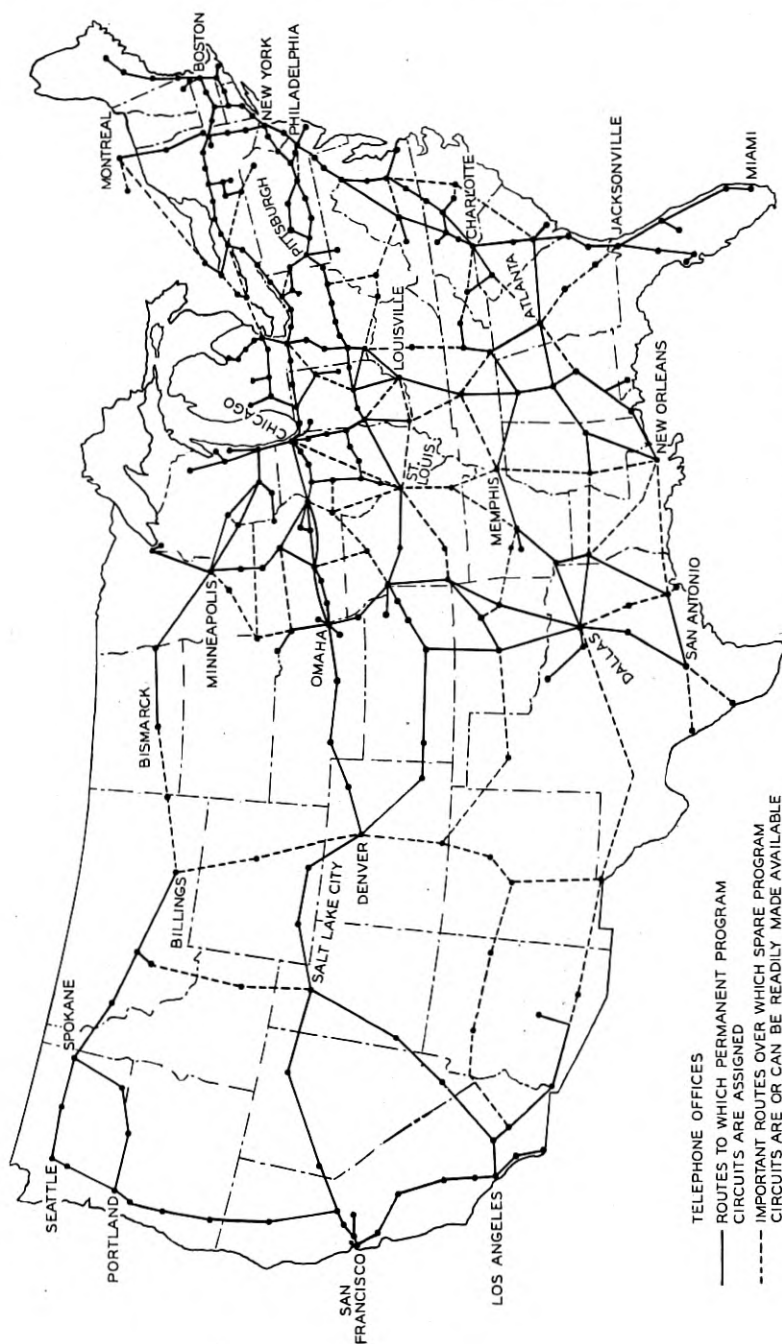 SEATTLE
PORTLAND
SPOKANE
SAN
FRANCISCO
LOS ANGELES
BILLINGS
SALT LAKE CITY
DENVER
BISMARCK
MINNEAPOLIS
OMAHA
DALLAS
SAN ANTONIO
CHICAGO
ST. LOUIS
MEMPHIS
NEW ORLEANS
LOUISVILLE
ATLANTA
PITTSBURGH
CHARLOTTE
JACKSONVILLE
MIAMI
MONTREAL
BOSTON
NEW YORK
PHILADELPHIA
TELEPHONE OFFICES
ROUTES TO WHICH PERMANENT PROGRAM
CIRCUITS ARE ASSIGNED
IMPORTANT ROUTES OVER WHICH SPARE PROGRAM
CIRCUITS ARE OR CAN BE READILY MADE AVAILABLE